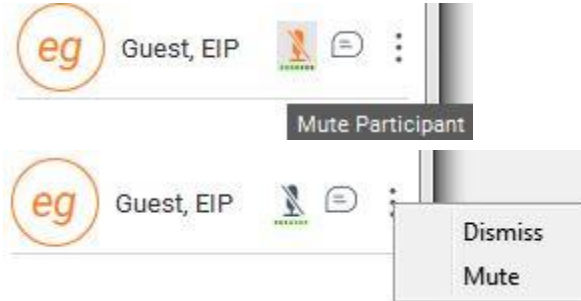 eg Guest, EIP
Mute Participant
eg Guest, EIP
Dismiss
Mute